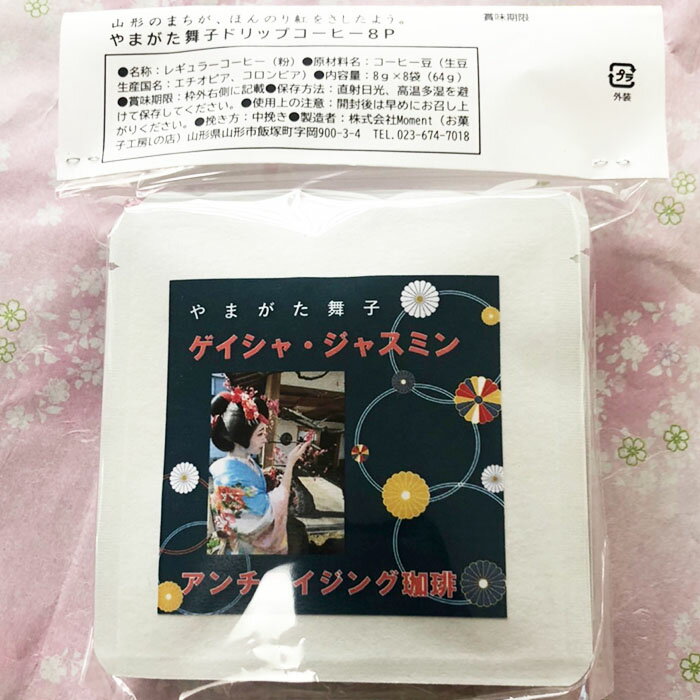 山形のまちが、ほんのり紅をさしたよう。
やまがた舞子ドリップコーヒー８Ｐ
賞味期限
●名称：レギュラーコーヒー（粉）●原材料名：コーヒー豆（生豆
生産国名：エチオピア、コロンビア）●内容量：8g×8袋（64g）
●賞味期限：枠外右側に記載●保存方法：直射日光、高温多湿を避
けて保存してください。●使用上の注意：開封後は早めにお召し上
がりください。●挽き方：中挽き●製造者：株式会社Moment（お菓
子工房Lの店）山形県山形市飯塚町字岡900-3-4 TEL.023-674-7018
プラ
外装
やまがた舞子
ゲイシャ・ジャスミン
アンチエイジング珈琲